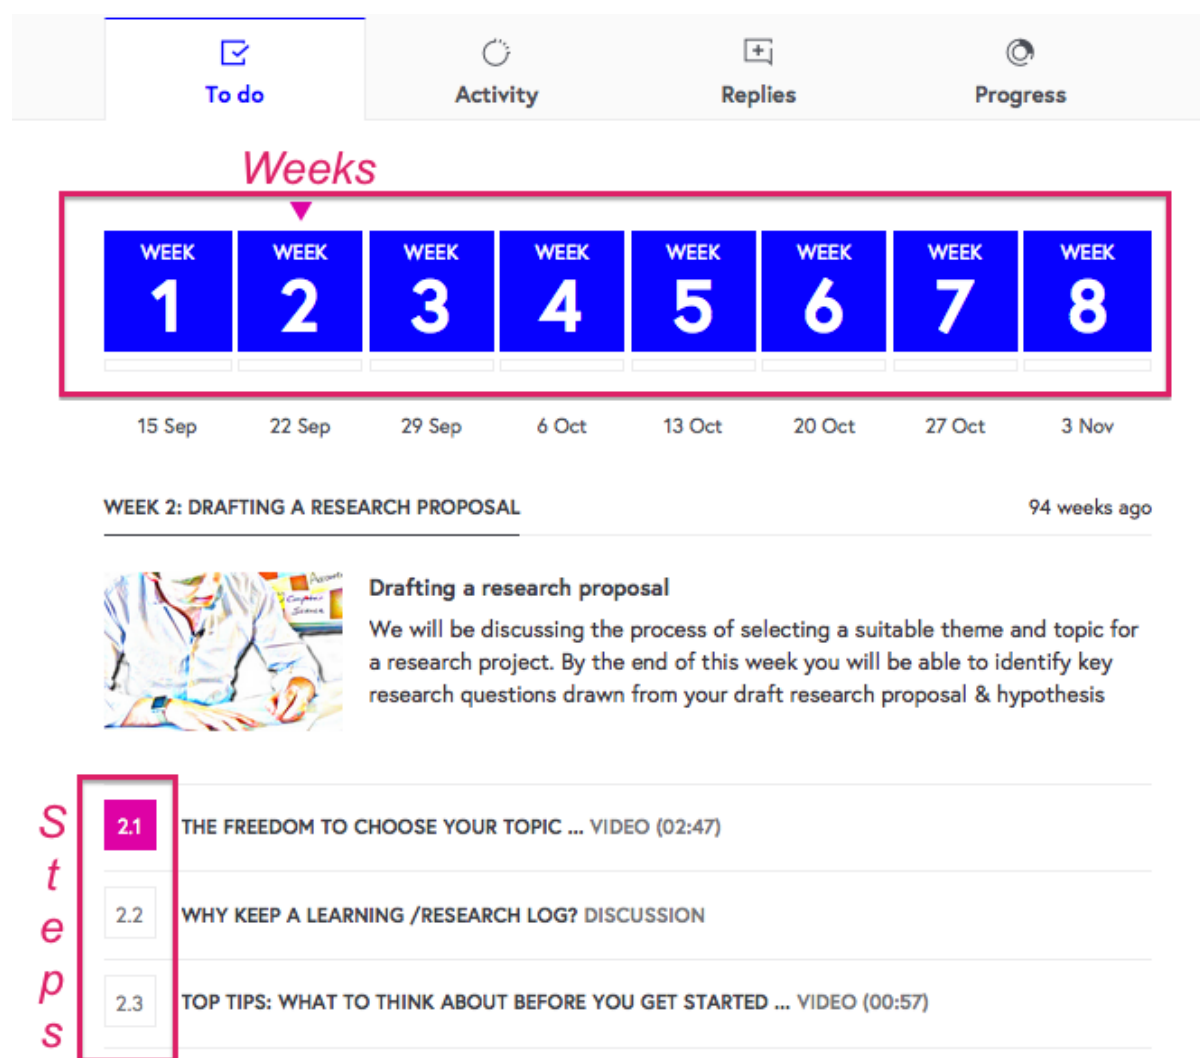 To do
Activity
Replies
Progress
Weeks
WEEK
1
WEEK
2
WEEK
3
WEEK
4
WEEK
5
WEEK
6
WEEK
7
WEEK
8
15 Sep
22 Sep
29 Sep
6 Oct
13 Oct
20 Oct
27 Oct
3 Nov
WEEK 2: DRAFTING A RESEARCH PROPOSAL
94 weeks ago
Computer
Science
Drafting a research proposal
We will be discussing the process of selecting a suitable theme and topic for
a research project. By the end of this week you will be able to identify key
research questions drawn from your draft research proposal & hypothesis
Steps
2.1 THE FREEDOM TO CHOOSE YOUR TOPIC ... VIDEO (02:47)
2.2 WHY KEEP A LEARNING /RESEARCH LOG? DISCUSSION
2.3 TOP TIPS: WHAT TO THINK ABOUT BEFORE YOU GET STARTED ... VIDEO (00:57)